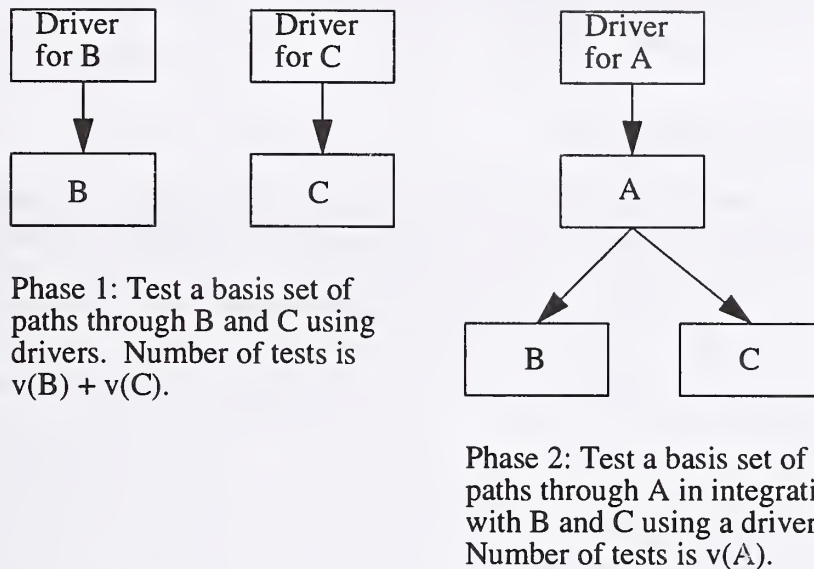 Driver
for B
Driver
for C
Driver
for A
B
C
A
B
C
Phase 1: Test a basis set of
paths through B and C using
drivers. Number of tests is
v(B) + v(C).
Phase 2: Test a basis set of
paths through A in integrati
with B and C using a driver
Number of tests is v(A).